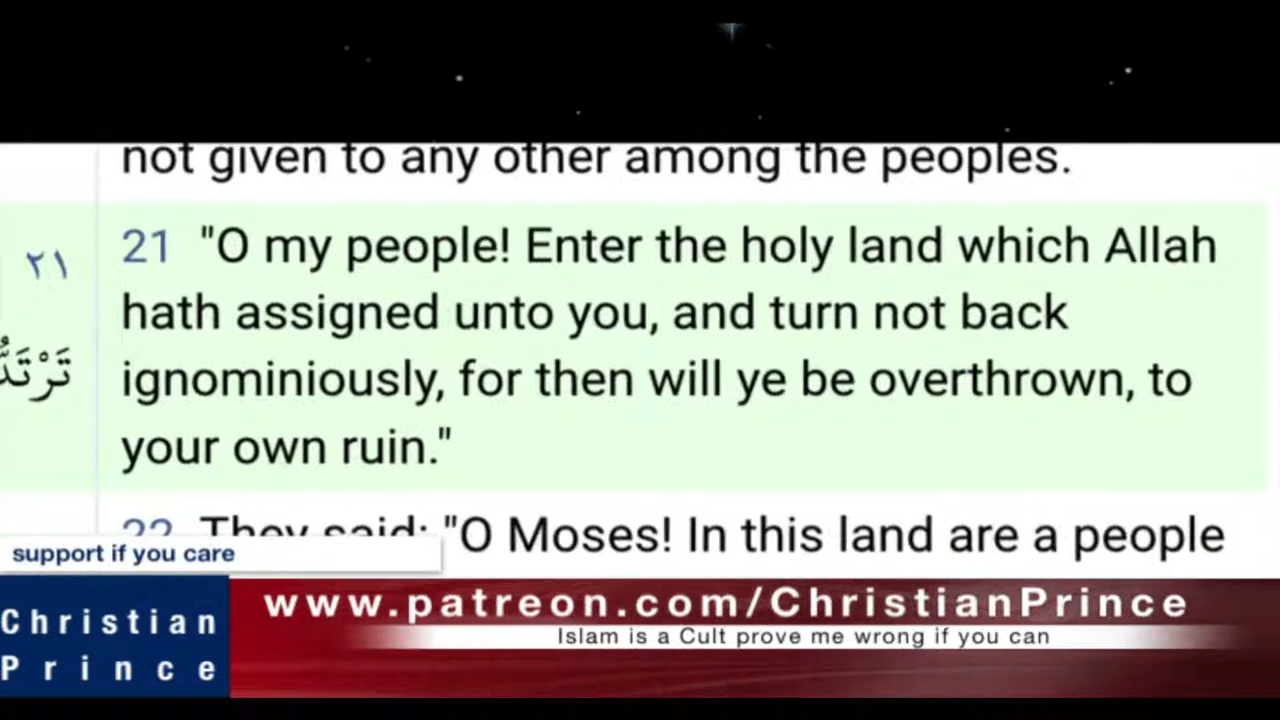 not given to any other among the peoples.
٢١
21 "O my people! Enter the holy land which Allah
hath assigned unto you, and turn not back
تَرْتَدُّ
ignominiously, for then will ye be overthrown, to
your own ruin."
22 They said: "O Moses! In this land are a people
support if you care
Christian
Prince
www.patreon.com/ChristianPrince
Islam is a Cult prove me wrong if you can